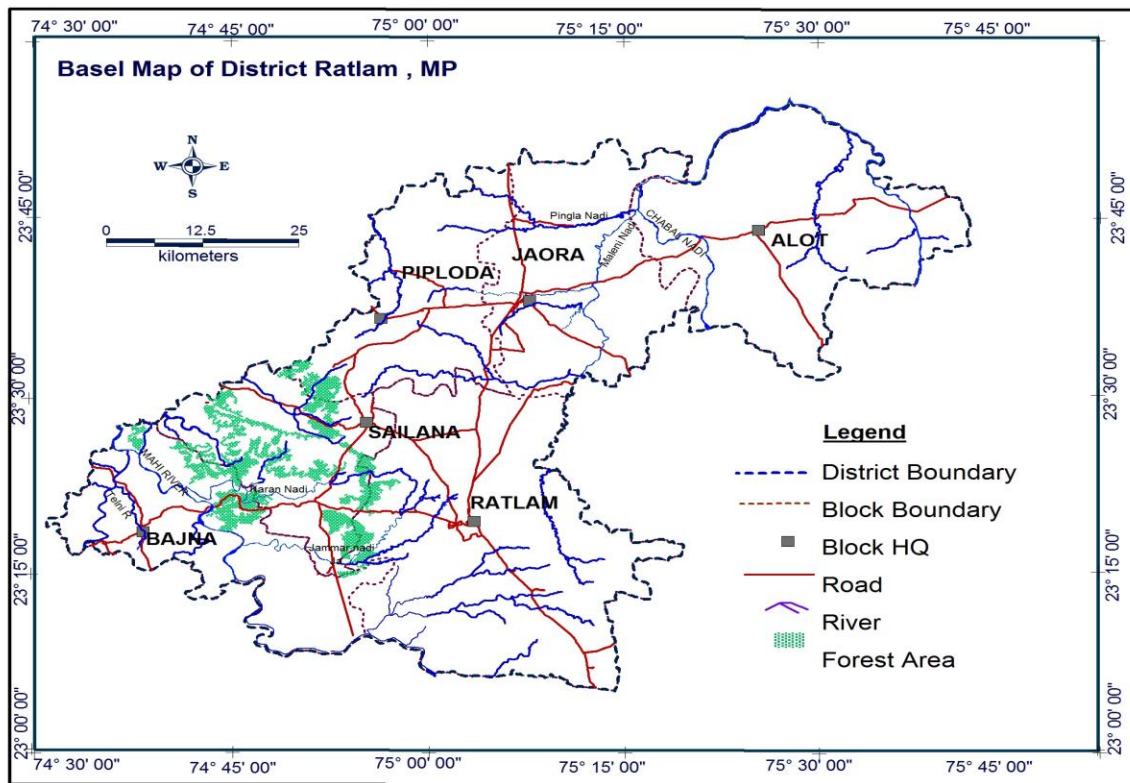 74° 30' 00"
74° 45' 00"
75° 00' 00"
75° 15' 00"
75° 30' 00"
75° 45' 00"
Basel Map of District Ratlam , MP
N
W E
S
0 12.5 25
kilometers
23° 45' 00"
23° 45' 00"
Pingla Nadi
CHABAL NADI
Maleni Nadi
JAORA
ALOT
PIPLODA
23° 30' 00"
23° 30' 00"
SAILANA
MAHI RIVER
Naran Nadi
Telni R
RATLAM
BAJNA
Jammar nadi
Legend
District Boundary
Block Boundary
Block HQ
Road
River
Forest Area
23° 15' 00"
23° 15' 00"
23° 00' 00"
23° 00' 00"
74° 30' 00"
74° 45' 00"
75° 00' 00"
75° 15' 00"
75° 30' 00"
75° 45' 00"